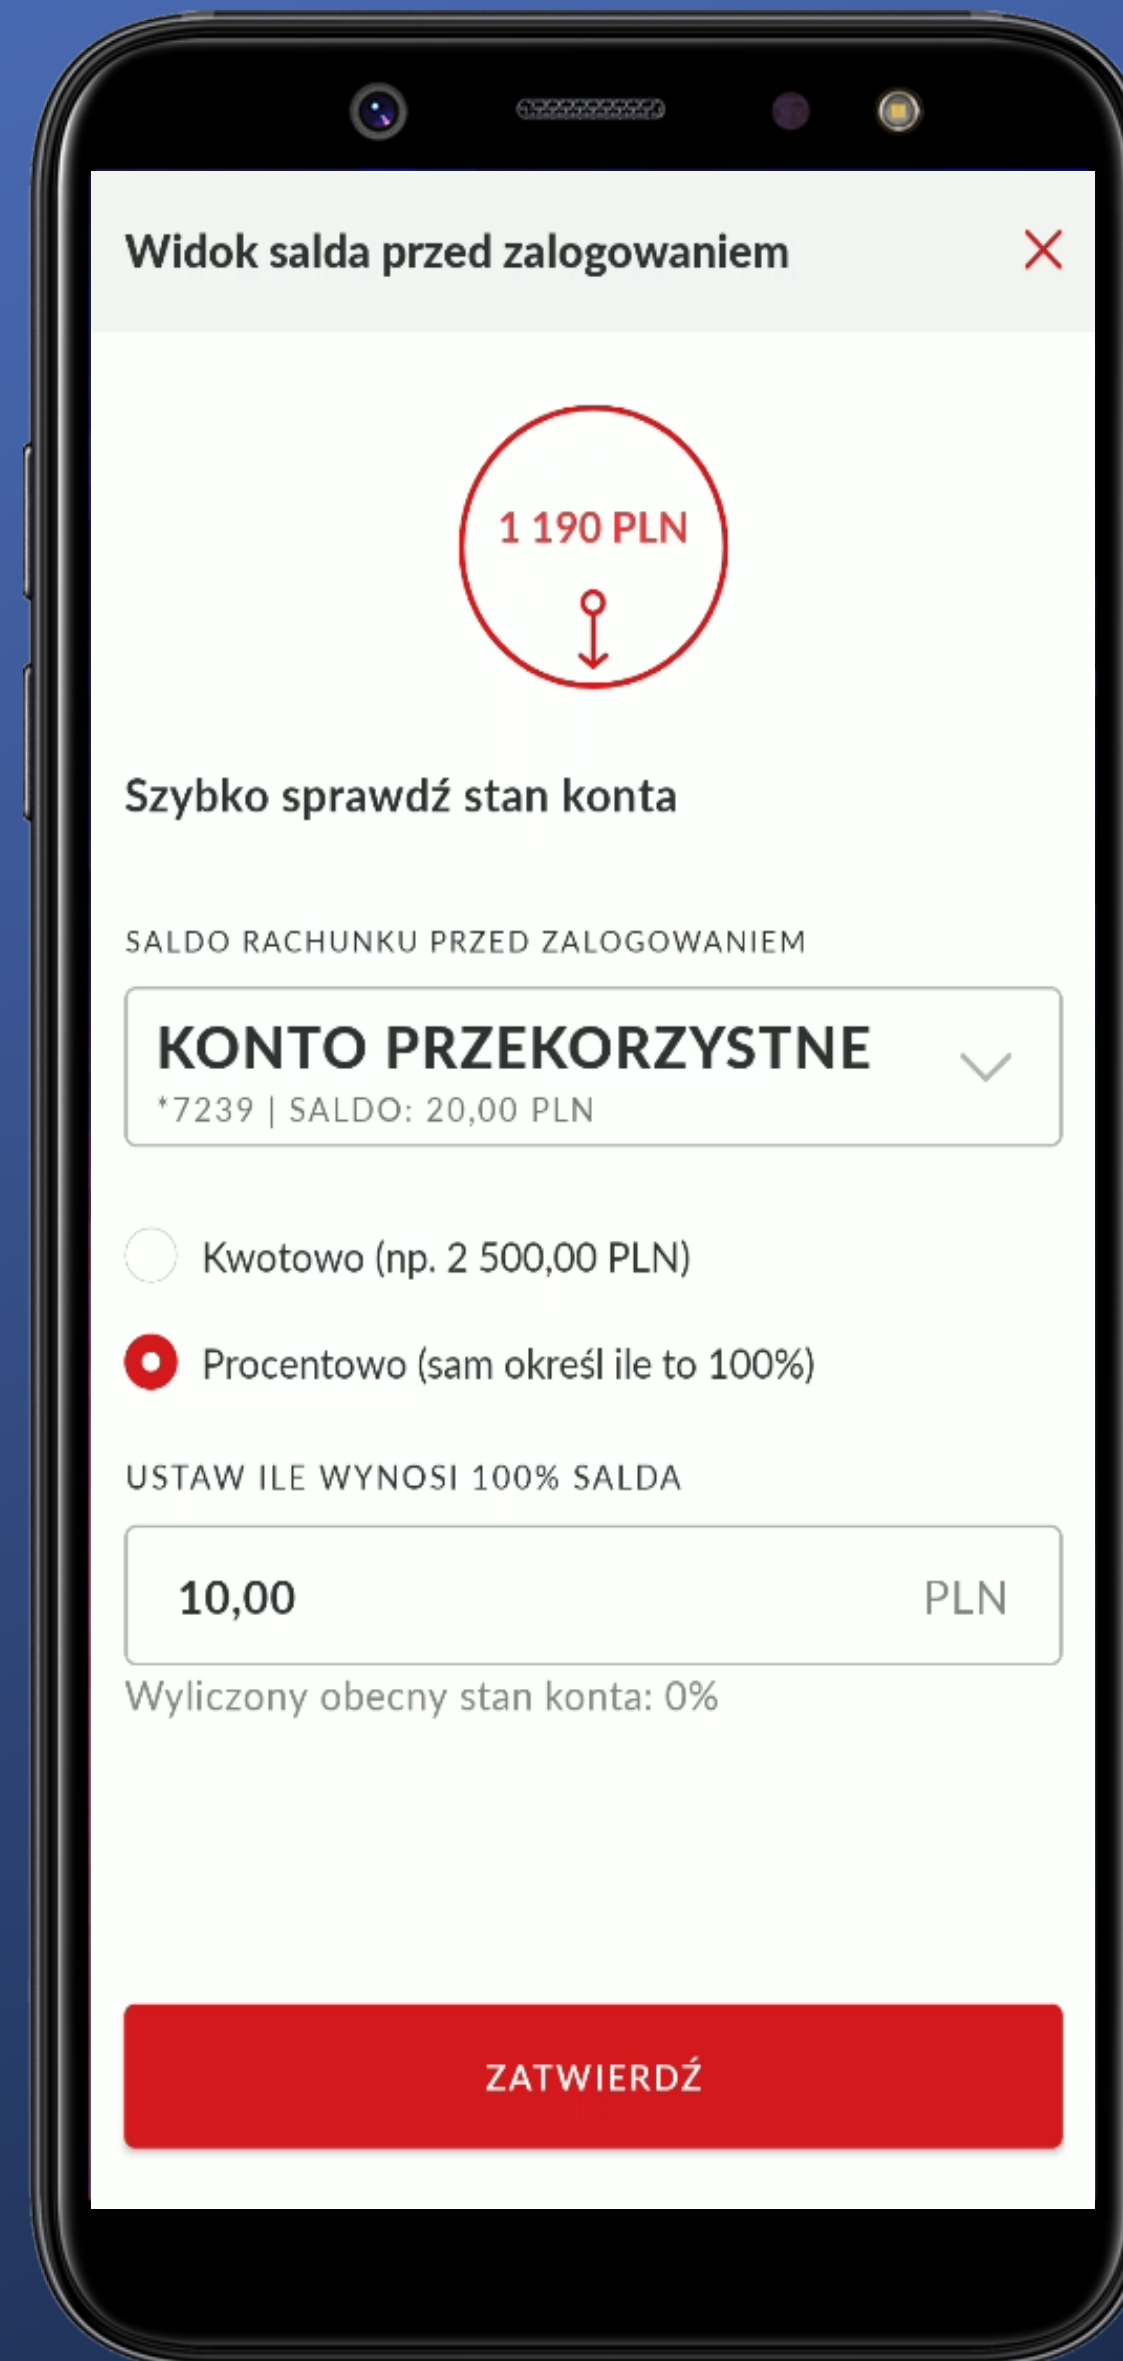 Widok salda przed zalogowaniem
1 190 PLN
Szybko sprawdź stan konta
SALDO RACHUNKU PRZED ZALOGOWANIEM
KONTO PRZEKORZYSTNE
*7239 | SALDO: 20,00 PLN
Kwotowo (np. 2 500,00 PLN)
Procentowo (sam określ ile to 100%)
USTAW ILE WYNOSI 100% SALDA
10,00 PLN
Wyliczony obecny stan konta: 0%
ZATWIERDŹ